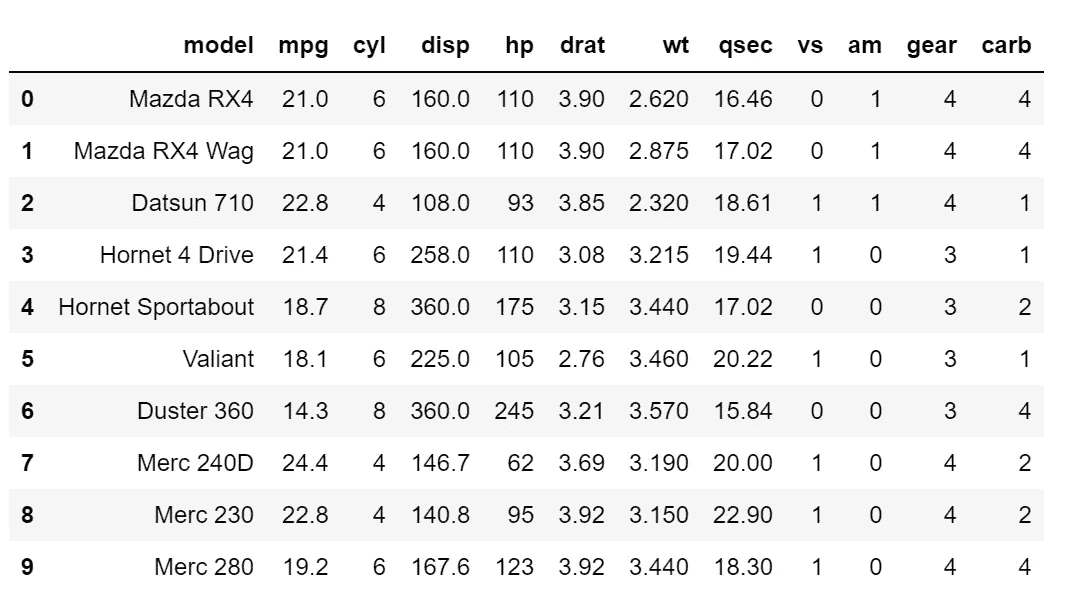 model mpg cyl disp hp drat wt qsec vs am gear carb
0 Mazda RX4 21.0 6 160.0 110 3.90 2.620 16.46 0 1 4 4
1 Mazda RX4 Wag 21.0 6 160.0 110 3.90 2.875 17.02 0 1 4 4
2 Datsun 710 22.8 4 108.0 93 3.85 2.320 18.61 1 1 4 1
3 Hornet 4 Drive 21.4 6 258.0 110 3.08 3.215 19.44 1 0 3 1
4 Hornet Sportabout 18.7 8 360.0 175 3.15 3.440 17.02 0 0 3 2
5 Valiant 18.1 6 225.0 105 2.76 3.460 20.22 1 0 3 1
6 Duster 360 14.3 8 360.0 245 3.21 3.570 15.84 0 0 3 4
7 Merc 240D 24.4 4 146.7 62 3.69 3.190 20.00 1 0 4 2
8 Merc 230 22.8 4 140.8 95 3.92 3.150 22.90 1 0 4 2
9 Merc 280 19.2 6 167.6 123 3.92 3.440 18.30 1 0 4 4